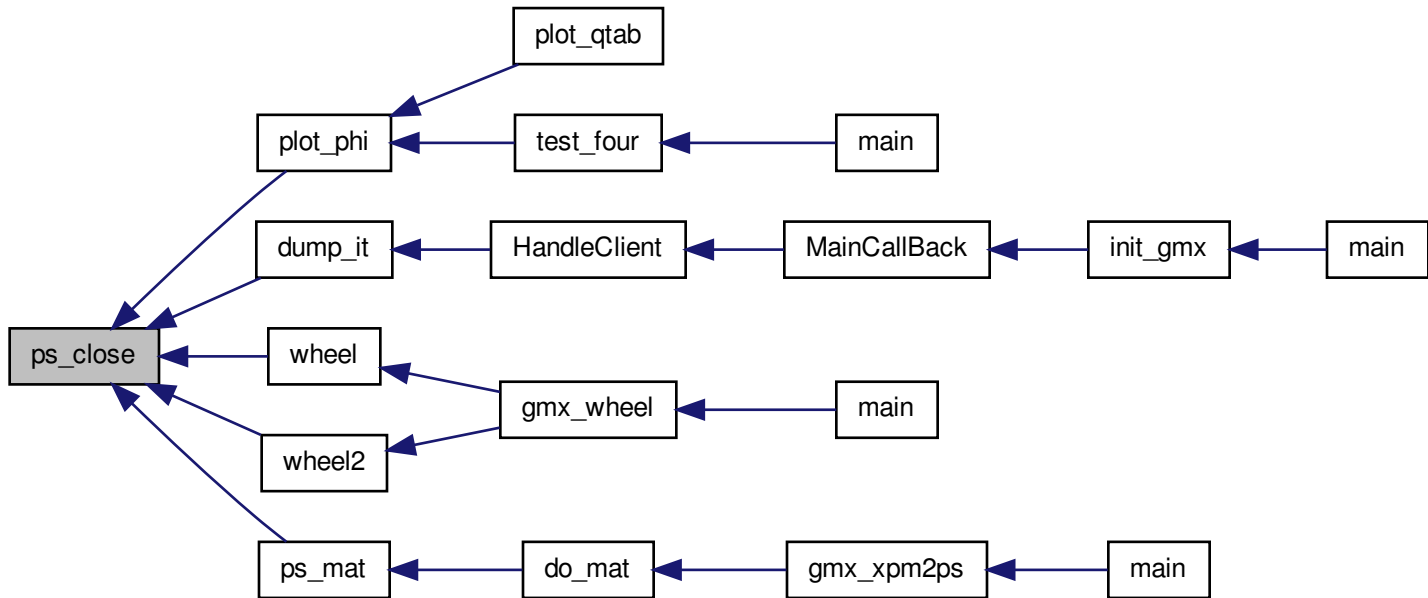 plot_qtab
plot_phi
test_four
main
dump_it
HandleClient
MainCallBack
init_gmx
main
ps_close
wheel
gmx_wheel
main
wheel2
ps_mat
do_mat
gmx_xpm2ps
main